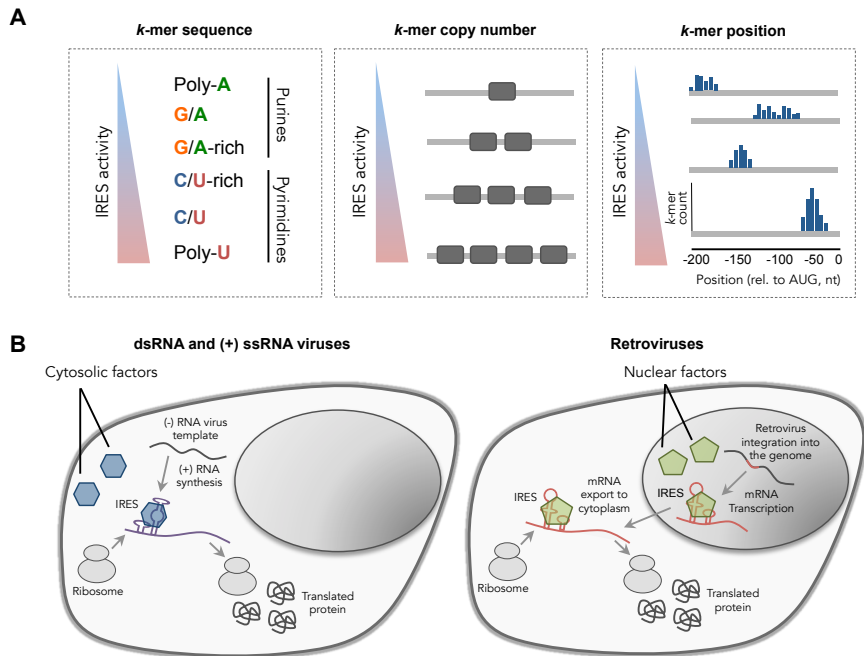 A
k-mer sequence
IRES activity
Poly-A
G/A
G/A-rich
C/U-rich
C/U
Poly-U
Purines
Pyrimidines
k-mer copy number
IRES activity
k-mer position
IRES activity
k-mer
count
-200 -150 -100 -50 0
Position (rel. to AUG, nt)
B
dsRNA and (+) ssRNA viruses
Cytosolic factors
(-) RNA virus
template
(+) RNA
synthesis
IRES
Ribosome
Translated
protein
Retroviruses
Nuclear factors
Retrovirus
integration into
the genome
IRES
mRNA
Transcription
mRNA
export to
cytoplasm
IRES
Ribosome
Translated
protein